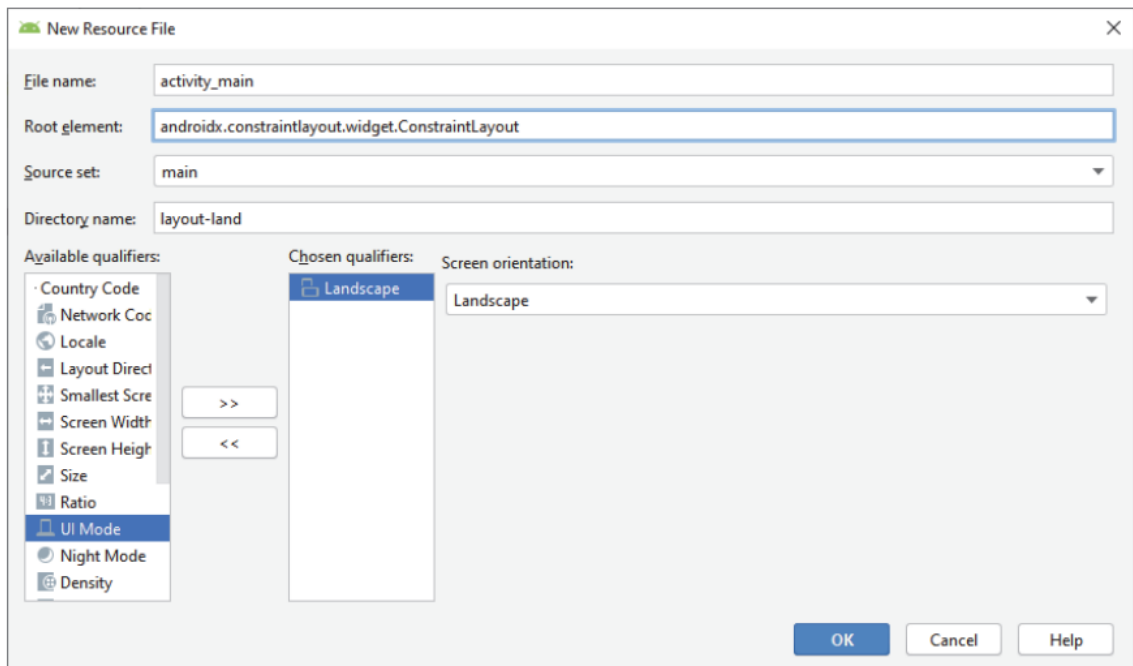 New Resource File
File name: activity_main
Root element: androidx.constraintlayout.widget.ConstraintLayout
Source set: main
Directory name: layout-land
Available qualifiers:
Country Code
Network Coc
Locale
Layout Direct
Smallest Scre
Screen Width
Screen Heigh
Size
Ratio
UI Mode
Night Mode
Density
>>
<<
Chosen qualifiers:
Landscape
Screen orientation:
Landscape
OK Cancel Help